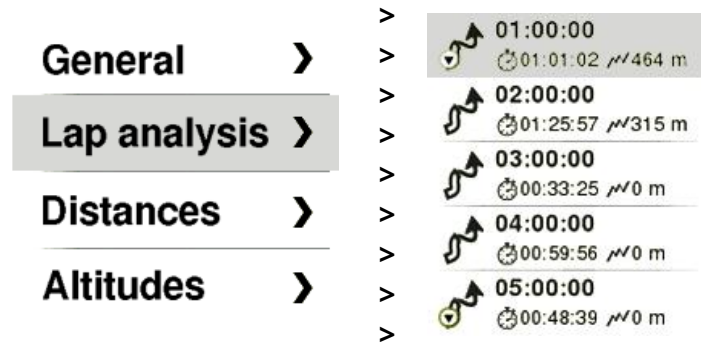 General ❯
Lap analysis ❯
Distances ❯
Altitudes ❯
>
>
>
>
>
>
>
>
>
01:00:00
01:01:02 464 m
02:00:00
01:25:57 315 m
03:00:00
00:33:25 0 m
04:00:00
00:59:56 0 m
05:00:00
00:48:39 0 m